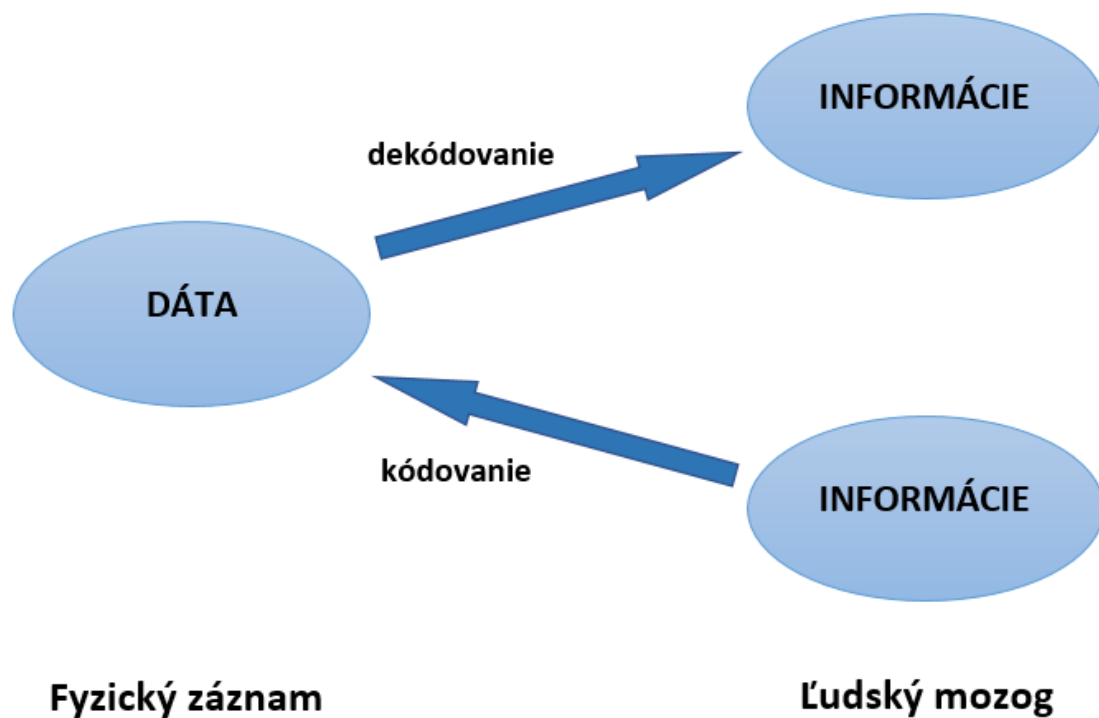 INFORMÁCIE
dekódovanie
DÁTA
kódovanie
INFORMÁCIE
Fyzický záznam
Ľudský mozog